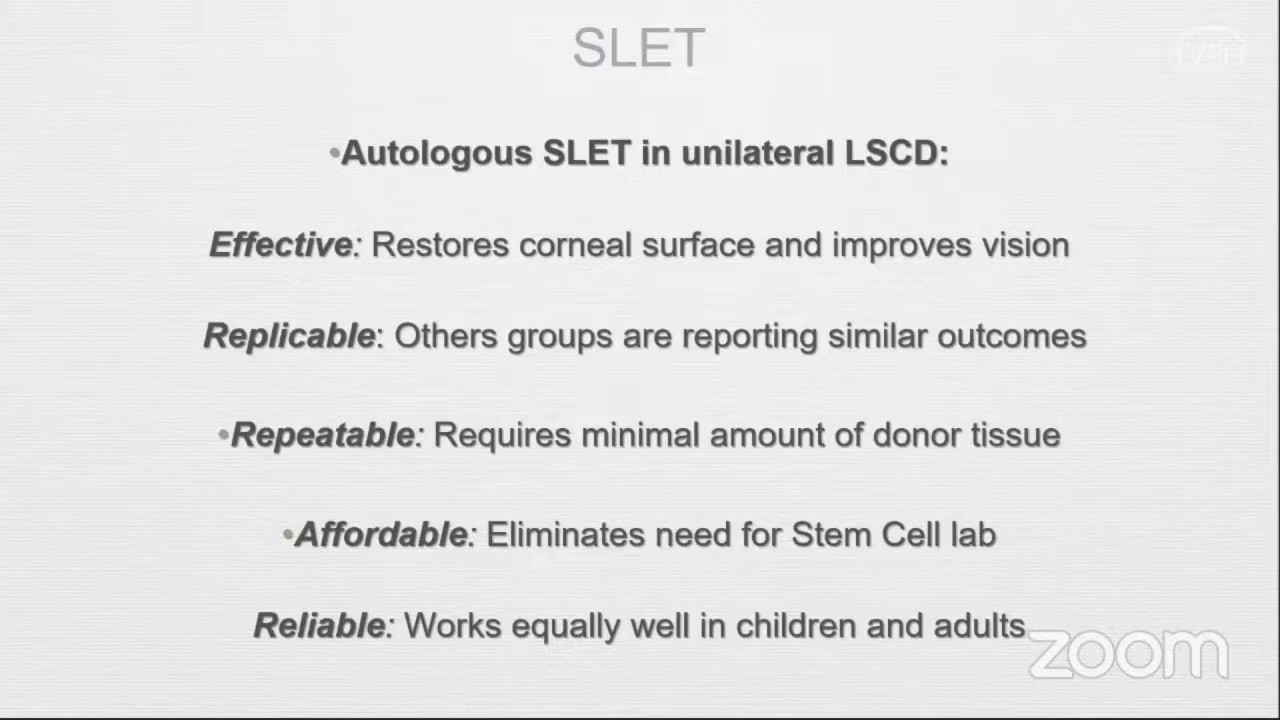 SLET
•Autologous SLET in unilateral LSCD:
Effective: Restores corneal surface and improves vision
Replicable: Others groups are reporting similar outcomes
•Repeatable: Requires minimal amount of donor tissue
•Affordable: Eliminates need for Stem Cell lab
Reliable: Works equally well in children and adults
zoom